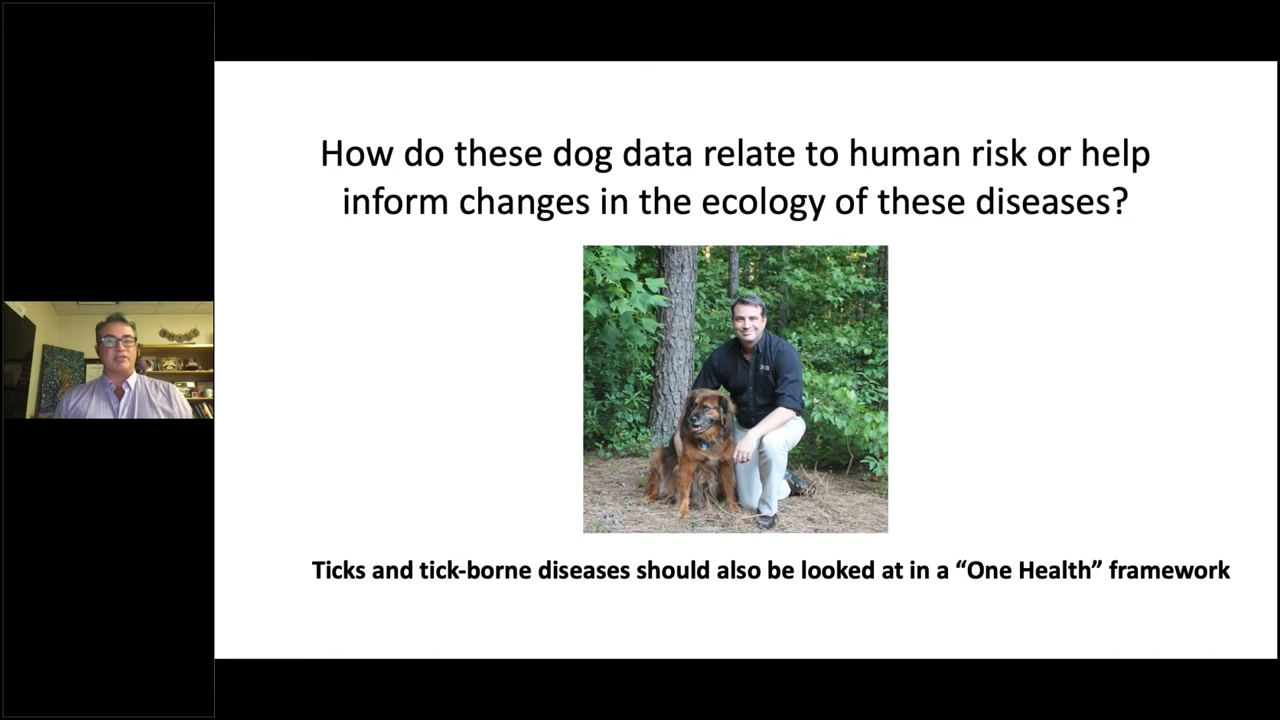 How do these dog data relate to human risk or help
inform changes in the ecology of these diseases?
Ticks and tick-borne diseases should also be looked at in a “One Health” framework